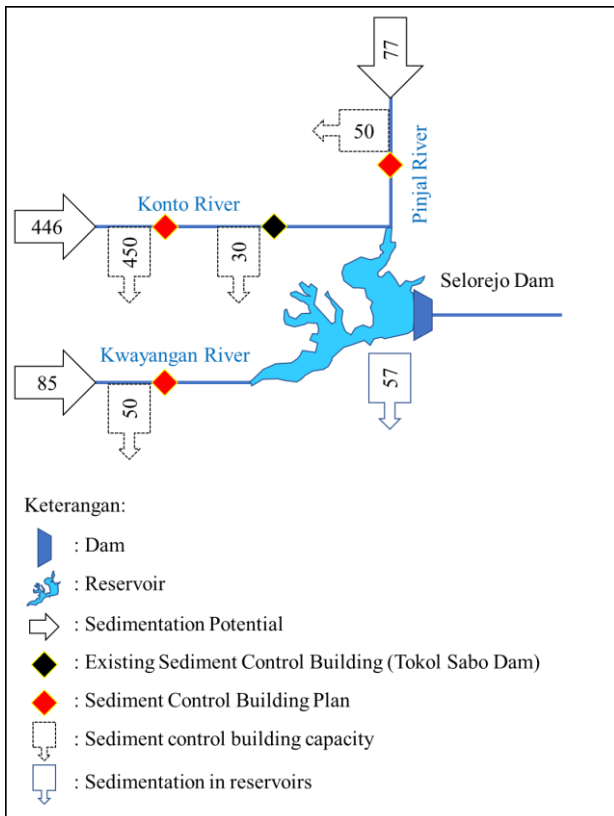 77
50
Pinjal River
Konto River
446
450
30
Selorejo Dam
Kwayangan River
85
50
57
Keterangan:
: Dam
: Reservoir
: Sedimentation Potential
: Existing Sediment Control Building (Tokol Sabo Dam)
: Sediment Control Building Plan
: Sediment control building capacity
: Sedimentation in reservoirs